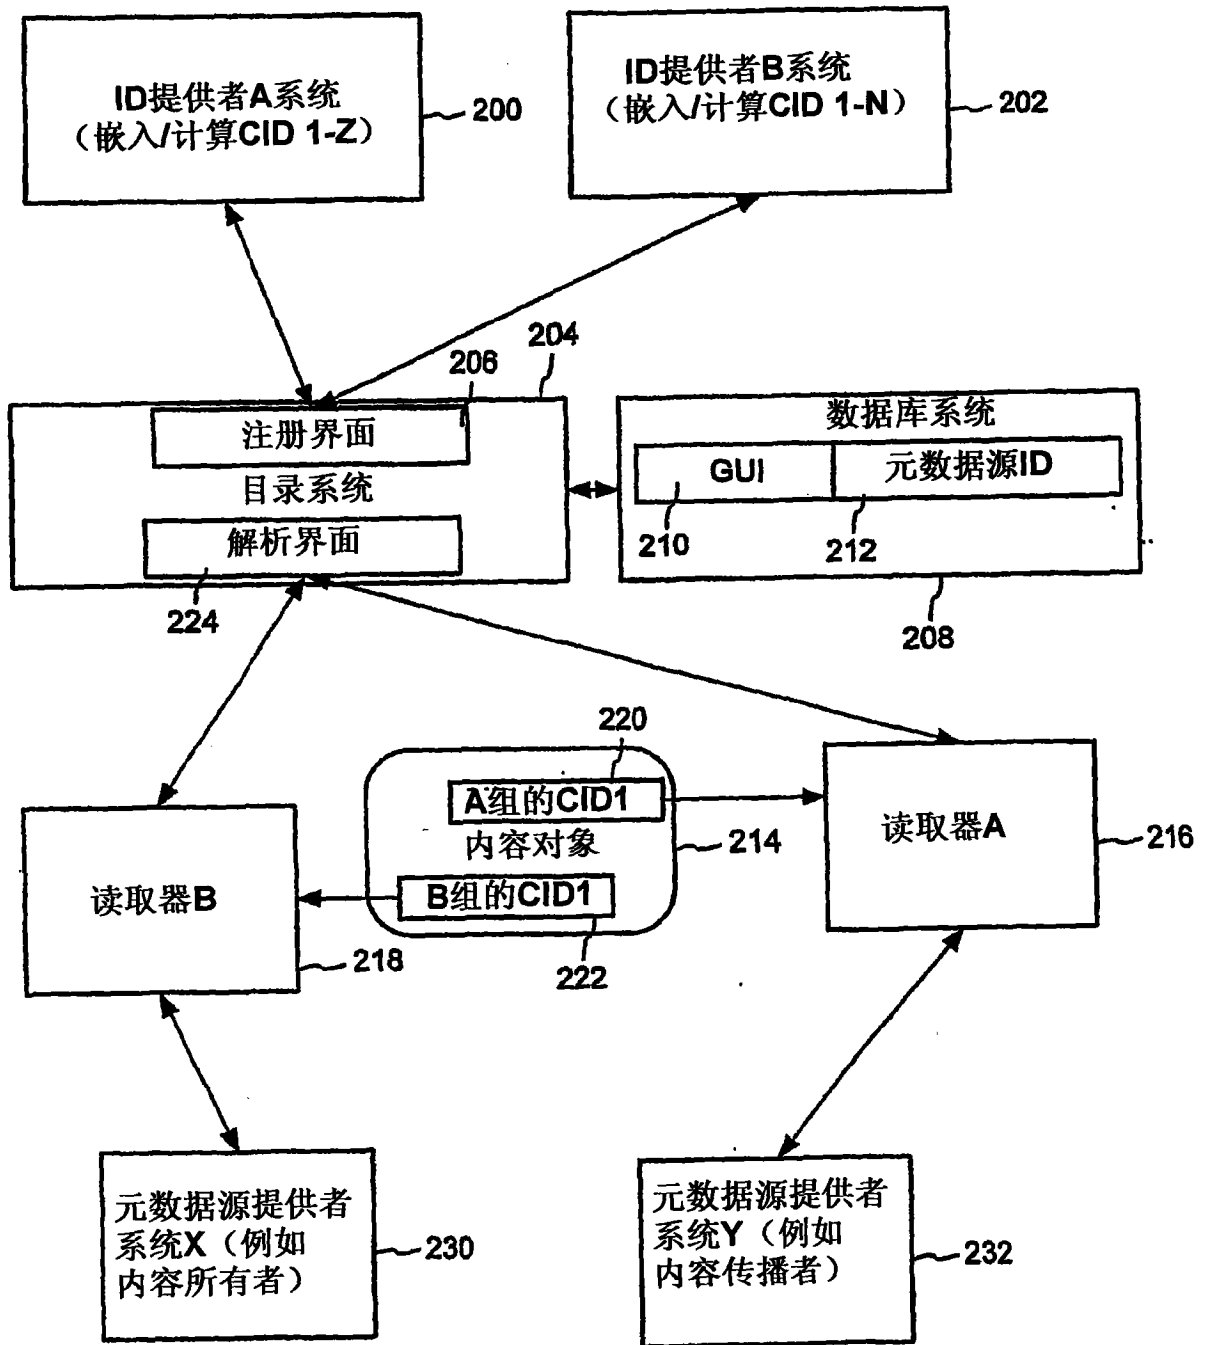 ID提供者A系统
（嵌入/计算CID 1-Z）
200
ID提供者B系统
（嵌入/计算CID 1-N）
202
204
206
注册界面
目录系统
解析界面
224
数据库系统
GUI
元数据源ID
210
212
208
220
A组的CID1
内容对象
B组的CID1
214
222
读取器A
216
读取器B
218
元数据源提供者
系统X（例如
内容所有者）
230
元数据源提供者
系统Y（例如
内容传播者）
232